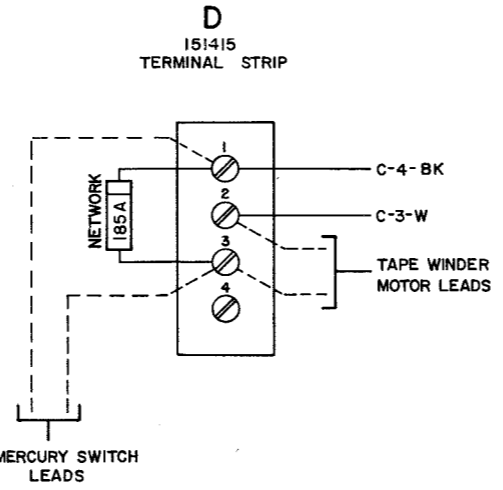 D
151415
TERMINAL STRIP
1
C-4-BK
NETWORK
185A
2
C-3-W
3
TAPE WINDER
MOTOR LEADS
4
MERCURY SWITCH
LEADS